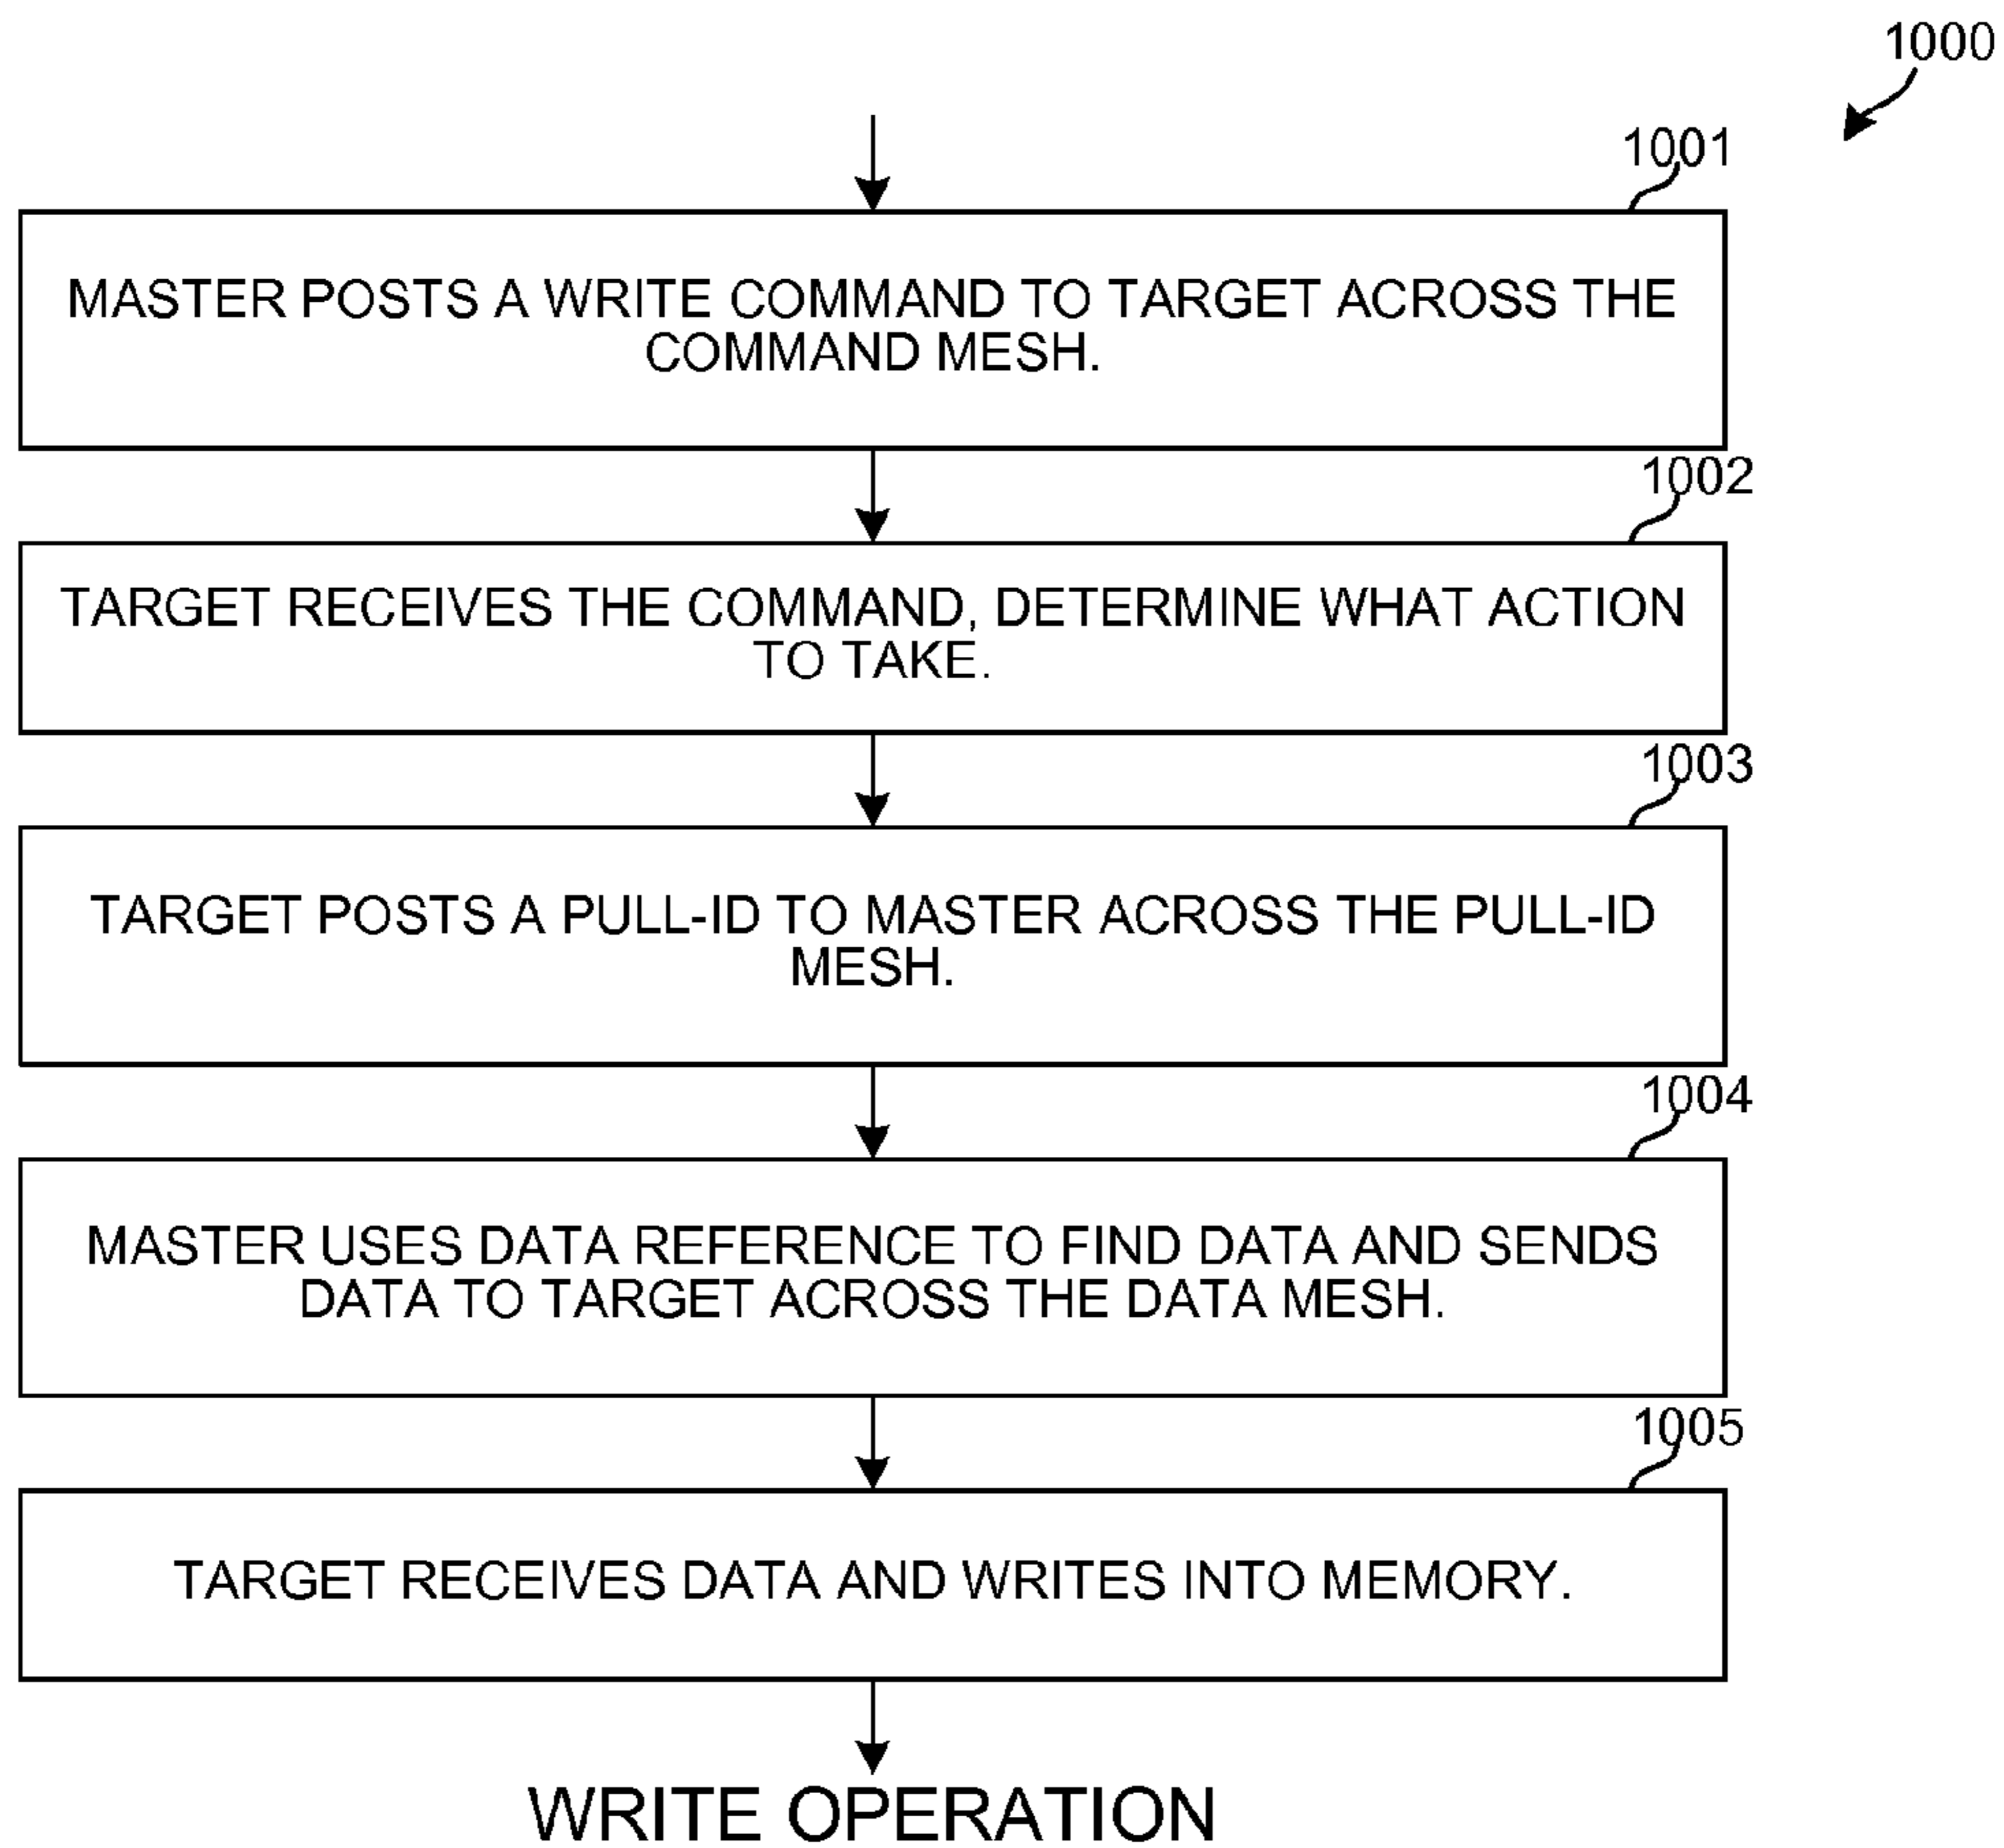 1000
1001
MASTER POSTS A WRITE COMMAND TO TARGET ACROSS THE
COMMAND MESH.
1002
TARGET RECEIVES THE COMMAND, DETERMINE WHAT ACTION
TO TAKE.
1003
TARGET POSTS A PULL-ID TO MASTER ACROSS THE PULL-ID
MESH.
1004
MASTER USES DATA REFERENCE TO FIND DATA AND SENDS
DATA TO TARGET ACROSS THE DATA MESH.
1005
TARGET RECEIVES DATA AND WRITES INTO MEMORY.
WRITE OPERATION